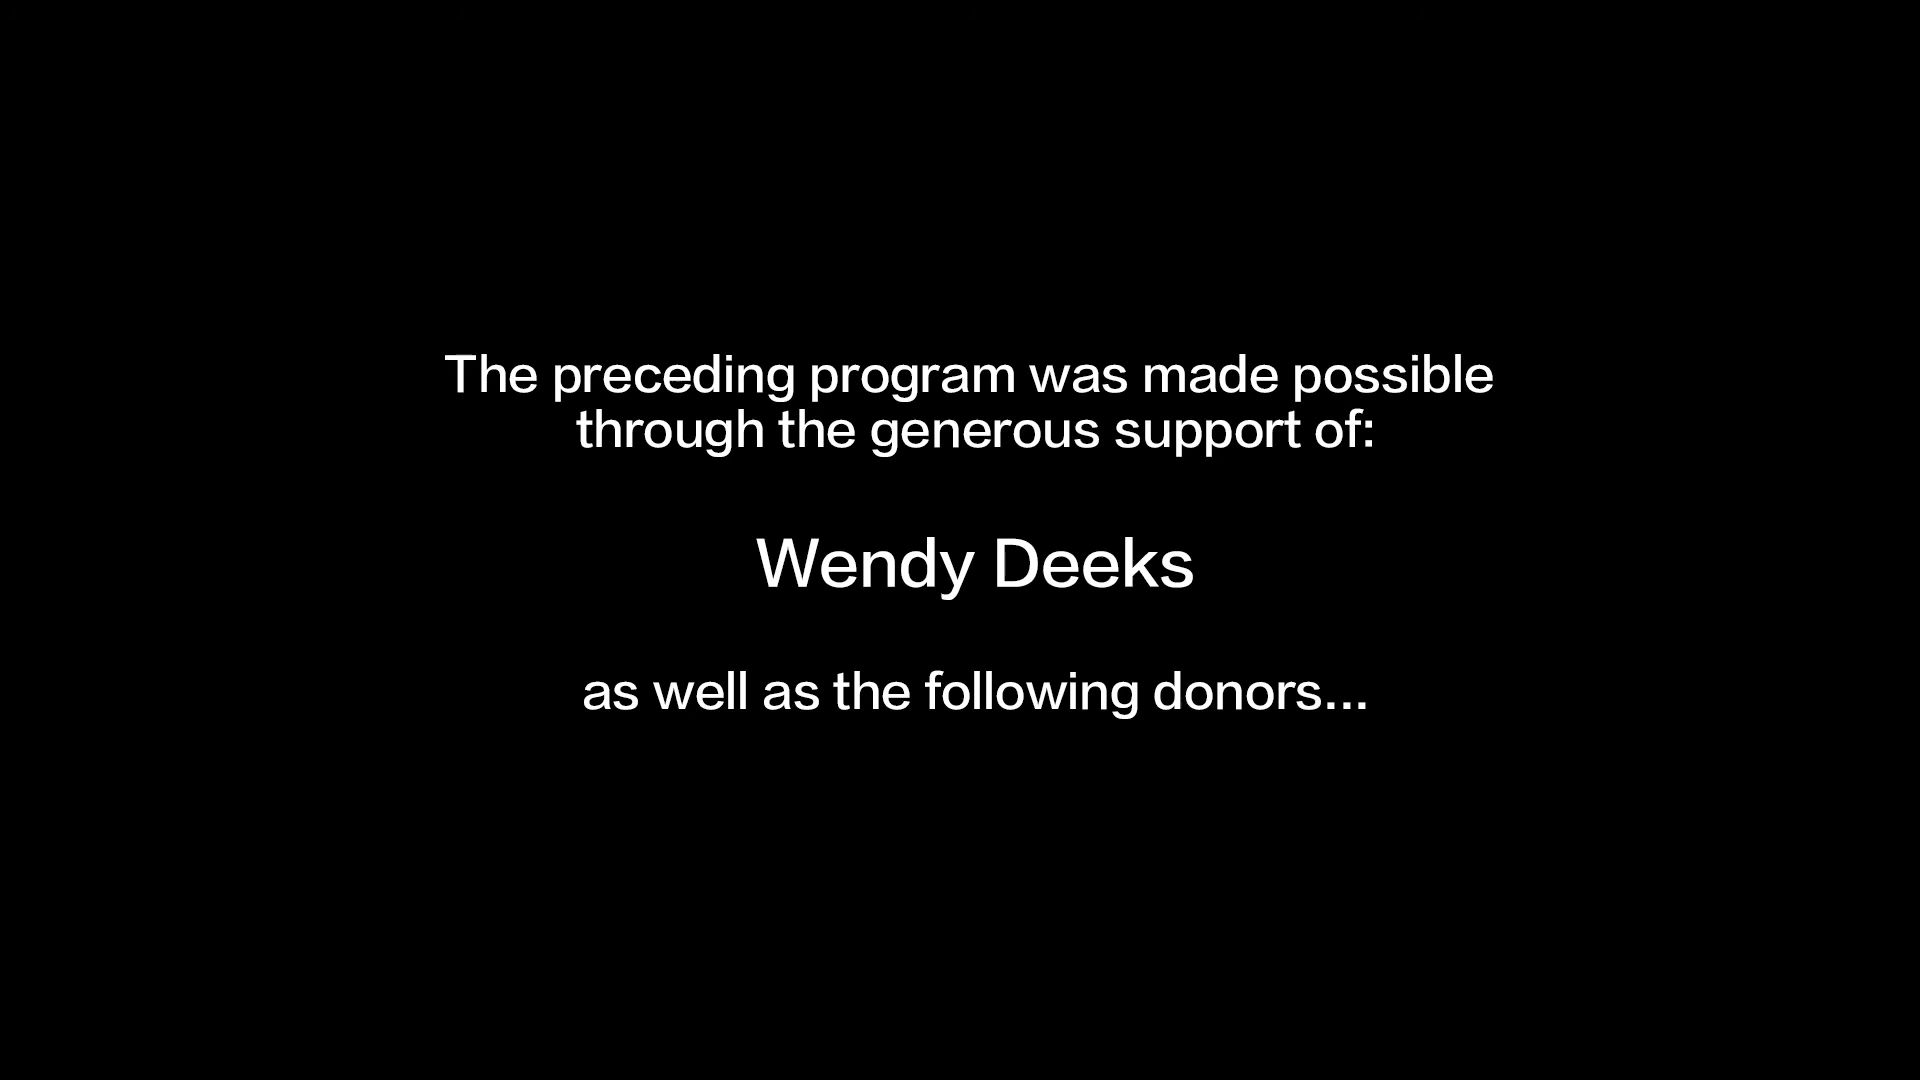 The preceding program was made possible
through the generous support of:
Wendy Deeks
as well as the following donors...